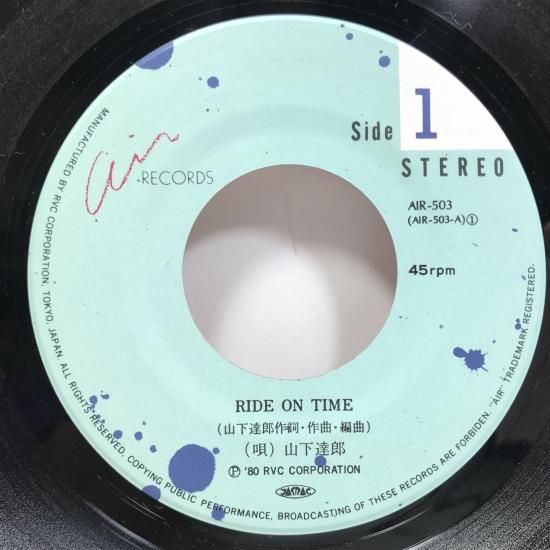 Side 1
STEREO
air RECORDS
AIR-503
(AIR-503-A)①
45rpm
RIDE ON TIME
(山下達郎作詞・作曲・編曲)
(唄) 山下達郎
Ⓟ '80 RVC CORPORATION
JASRAC
MANUFACTURED BY RVC CORPORATION, TOKYO, JAPAN ALL RIGHTS RESERVED, COPYING PUBLIC PERFORMANCE, BROADCASTING OF THESE RECORDS ARE FORBIDDEN. "AIR" TRADEMARK REGISTERED.